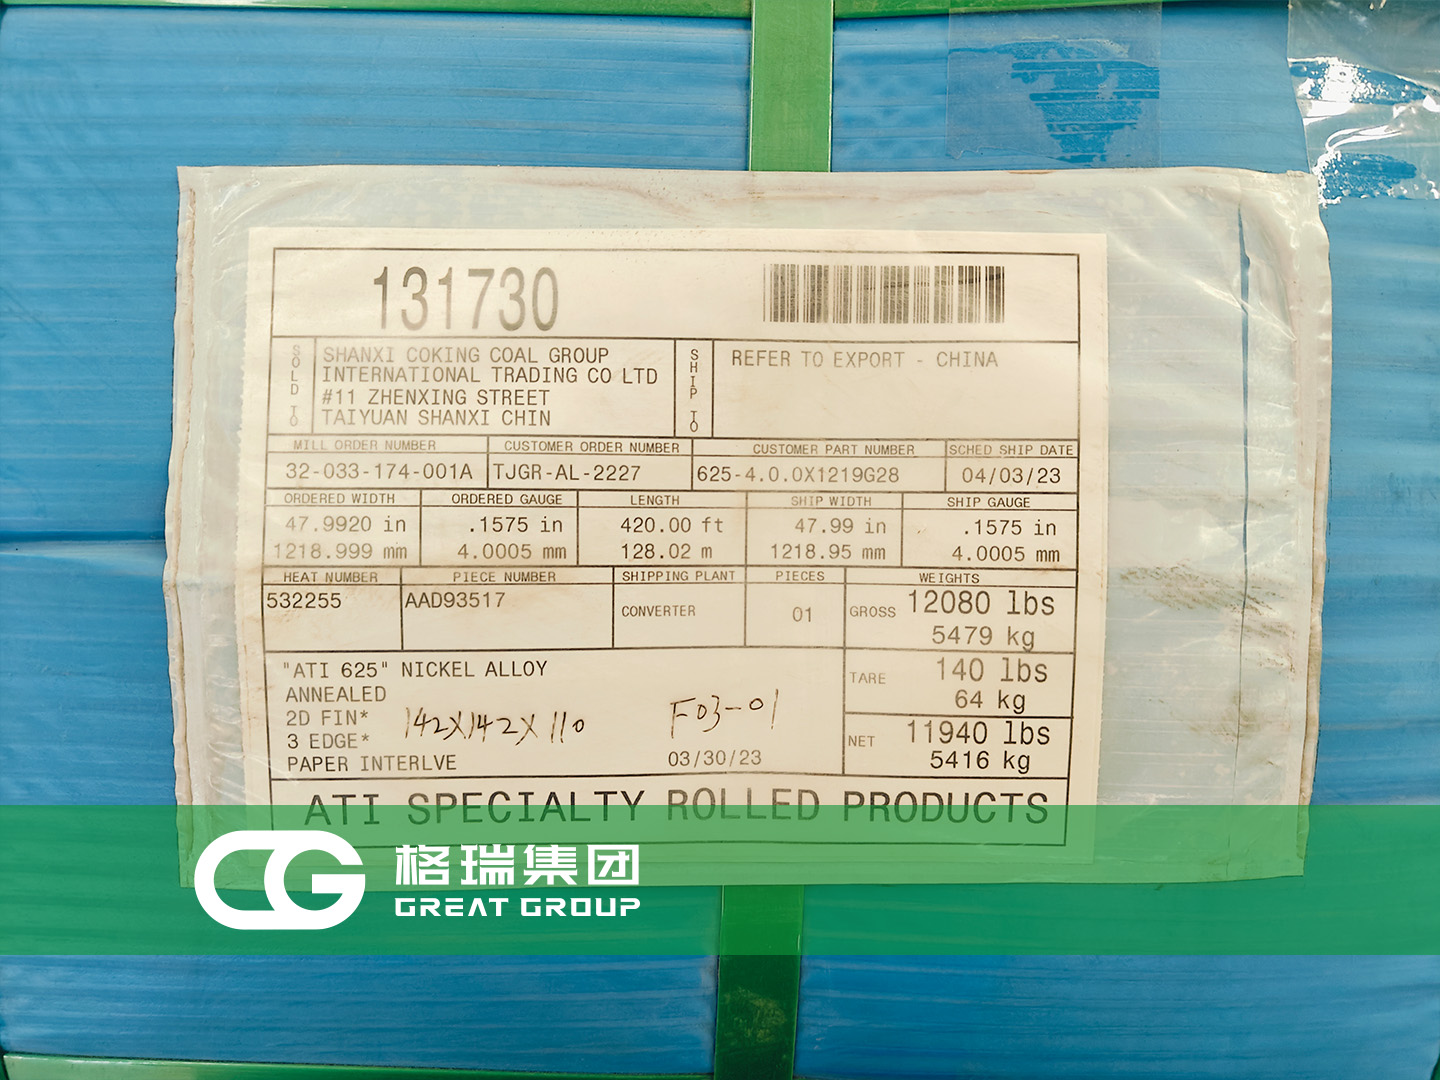 131730
SOLD TO
SHANXI COKING COAL GROUP
INTERNATIONAL TRADING CO LTD
#11 ZHENXING STREET
TAIYUAN SHANXI CHIN
SHIP TO
REFER TO EXPORT - CHINA
MILL ORDER NUMBER CUSTOMER ORDER NUMBER CUSTOMER PART NUMBER SCHED SHIP DATE
32-033-174-001A TJGR-AL-2227 625-4.0.0X1219G28 04/03/23
ORDERED WIDTH ORDERED GAUGE LENGTH SHIP WIDTH SHIP GAUGE
47.9920 in .1575 in 420.00 ft 47.99 in .1575 in
1218.999 mm 4.0005 mm 128.02 m 1218.95 mm 4.0005 mm
HEAT NUMBER PIECE NUMBER SHIPPING PLANT PIECES WEIGHTS
532255 AAD93517 CONVERTER 01 GROSS 12080 lbs
5479 kg
"ATI 625" NICKEL ALLOY
ANNEALED
2D FIN*
3 EDGE*
PAPER INTERLVE
142X142X110
F03-01
03/30/23
TARE 140 lbs
64 kg
NET 11940 lbs
5416 kg
ATI SPECIALTY ROLLED PRODUCTS
CG 格瑞集团
GREAT GROUP